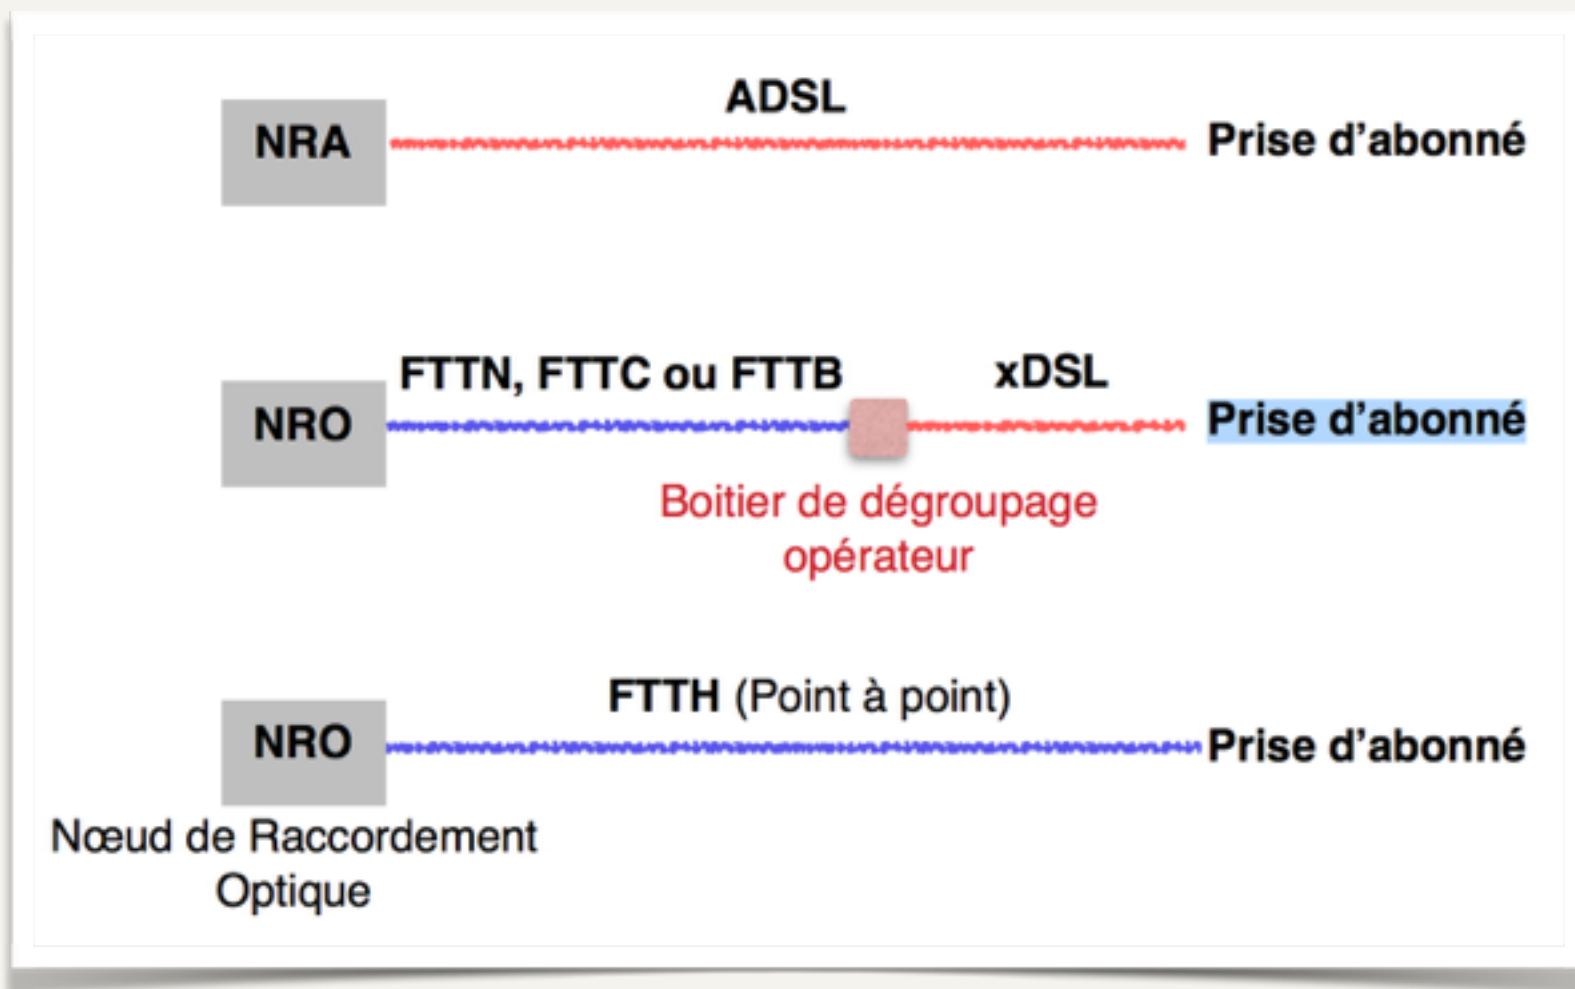 ADSL
NRA Prise d'abonné
FTTN, FTTC ou FTTB xDSL
NRO Prise d'abonné
Boitier de dégroupage
opérateur
FTTH (Point à point)
NRO Prise d'abonné
Nœud de Raccordement
Optique